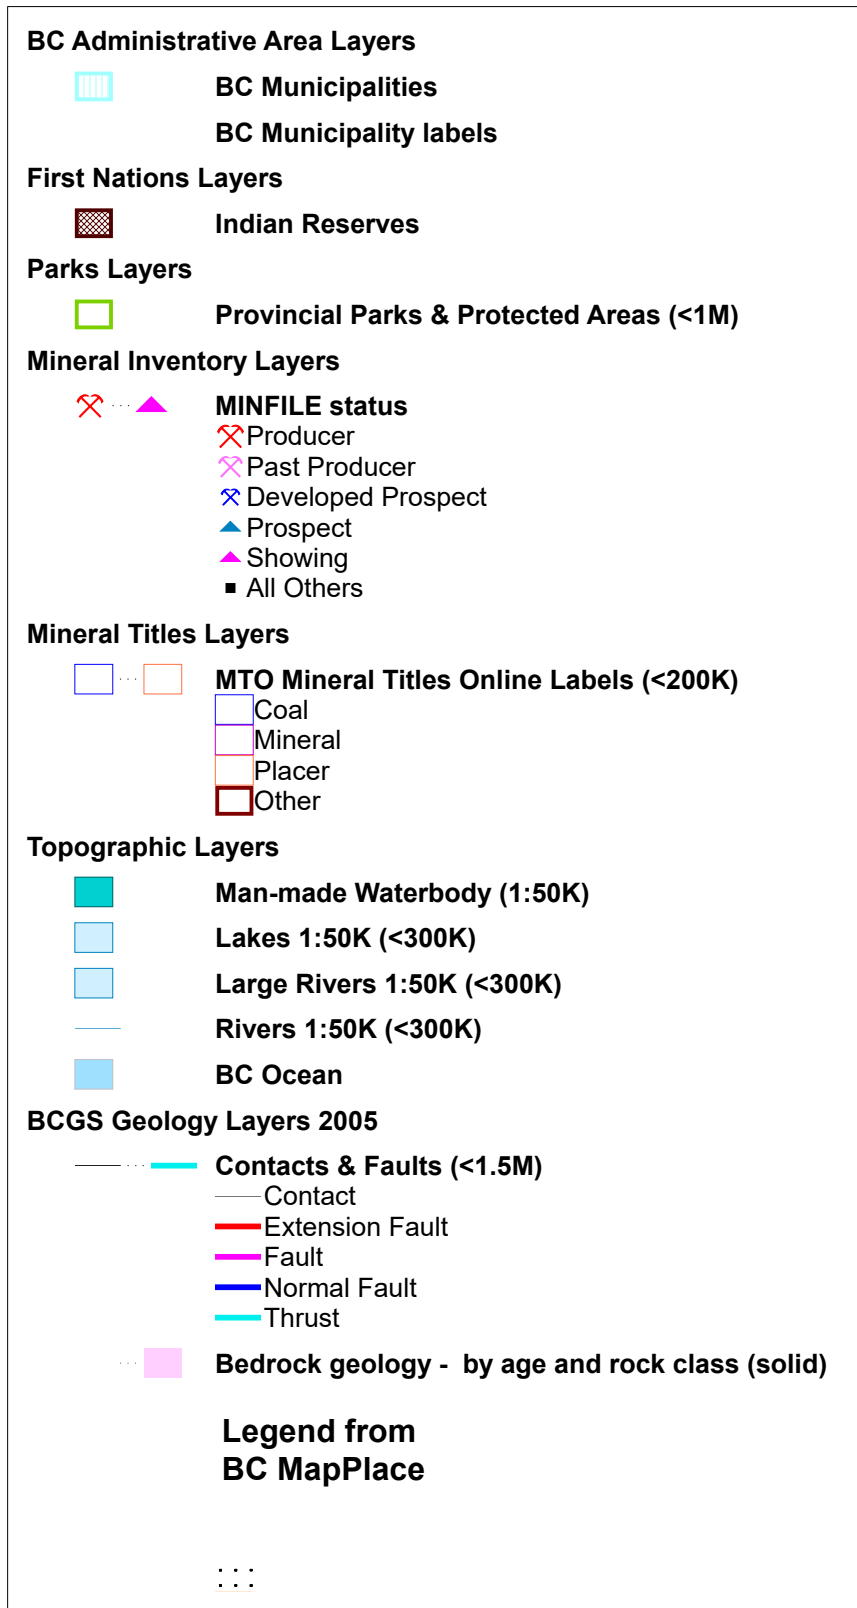 BC Administrative Area Layers
BC Municipalities
BC Municipality labels
First Nations Layers
Indian Reserves
Parks Layers
Provincial Parks & Protected Areas (<1M)
Mineral Inventory Layers
MINFILE status
Producer
Past Producer
Developed Prospect
Prospect
Showing
All Others
Mineral Titles Layers
MTO Mineral Titles Online Labels (<200K)
Coal
Mineral
Placer
Other
Topographic Layers
Man-made Waterbody (1:50K)
Lakes 1:50K (<300K)
Large Rivers 1:50K (<300K)
Rivers 1:50K (<300K)
BC Ocean
BCGS Geology Layers 2005
Contacts & Faults (<1.5M)
Contact
Extension Fault
Fault
Normal Fault
Thrust
Bedrock geology - by age and rock class (solid)
Legend from
BC MapPlace